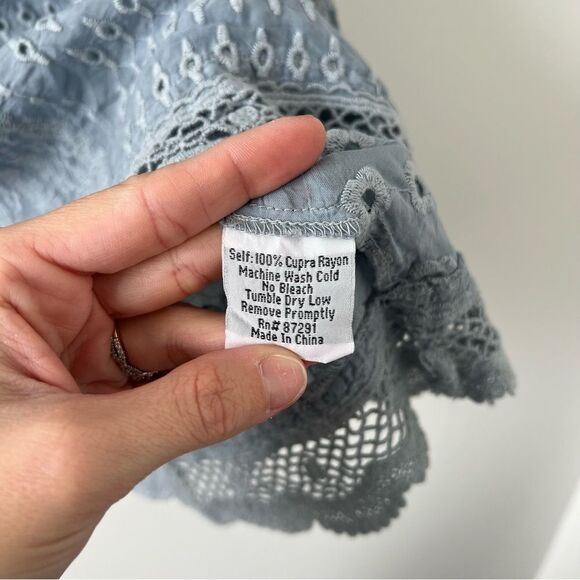 Self:100% Cupra Rayon
Machine Wash Cold
No Bleach
Tumble Dry Low
Remove Promptly
Rn# 87291
Made In China